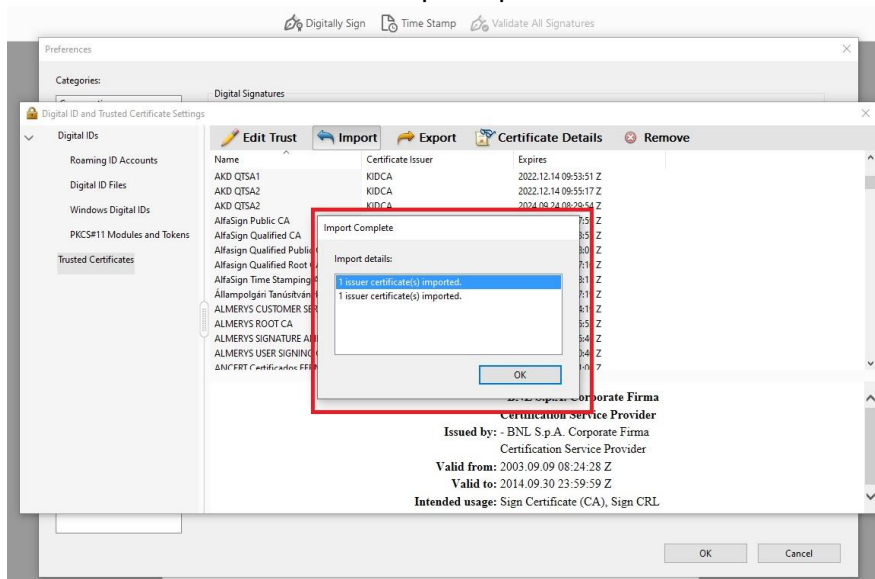 Digitally Sign Time Stamp Validate All Signatures
Preferences
Categories:
Digital Signatures
Digital ID and Trusted Certificate Settings
Digital IDs
Roaming ID Accounts
Digital ID Files
Windows Digital IDs
PKCS#11 Modules and Tokens
Trusted Certificates
Edit Trust Import Export Certificate Details Remove
Name Certificate Issuer Expires
AKD QTSA1 KIDCA 2022.12.14 09:53:51 Z
AKD QTSA2 KIDCA 2022.12.14 09:55:17 Z
AKD QTSA2 KIDCA 2024.09.24 08:29:54 Z
AlfaSign Public CA
AlfaSign Qualified CA
Alfasign Qualified Public
Alfasign Qualified Root
AlfaSign Time Stamping
Állampolgári Tanúsítván
ALMERYS CUSTOMER SER
ALMERYS ROOT CA
ALMERYS SIGNATURE A
ALMERYS USER SIGNING
ANCERT Certificados
Import Complete
Import details:
1 issuer certificate(s) imported.
1 issuer certificate(s) imported.
OK
BNL S.p.A. Corporate Firma
Certification Service Provider
Issued by: - BNL S.p.A. Corporate Firma
Certification Service Provider
Valid from: 2003.09.09 08:24:28 Z
Valid to: 2014.09.30 23:59:59 Z
Intended usage: Sign Certificate (CA), Sign CRL
OK Cancel